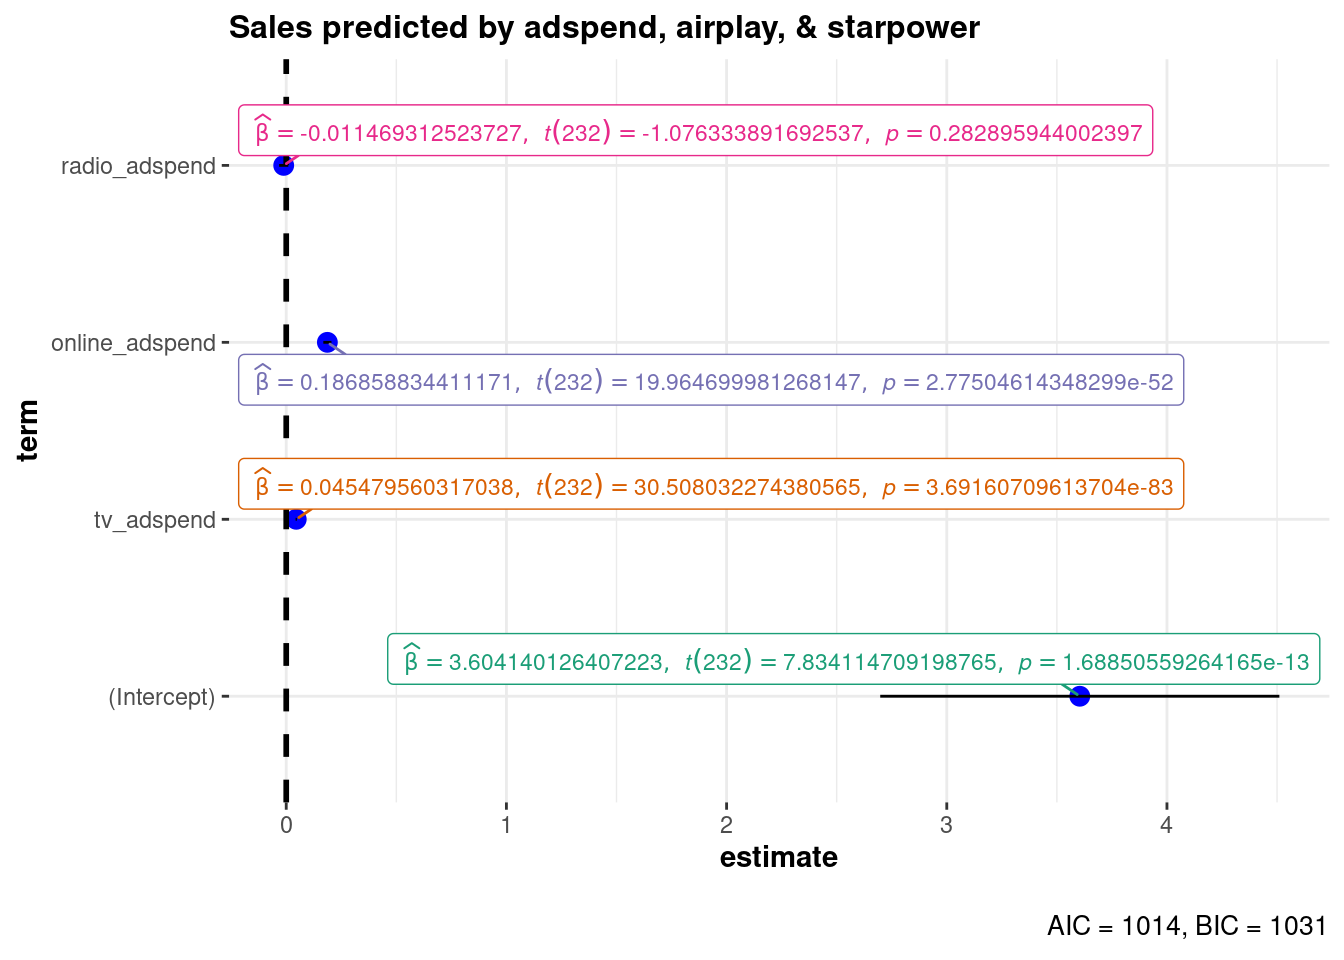 Sales predicted by adspend, airplay, & starpower
β̂ = -0.011469312523727, t(232) = -1.076333891692537, p = 0.282895944002397
radio_adspend
online_adspend
β̂ = 0.186858834411171, t(232) = 19.964699981268147, p = 2.77504614348299e-52
term
β̂ = 0.045479560317038, t(232) = 30.508032274380565, p = 3.69160709613704e-83
tv_adspend
β̂ = 3.604140126407223, t(232) = 7.834114709198765, p = 1.68850559264165e-13
(Intercept)
0 1 2 3 4
estimate
AIC = 1014, BIC = 1031